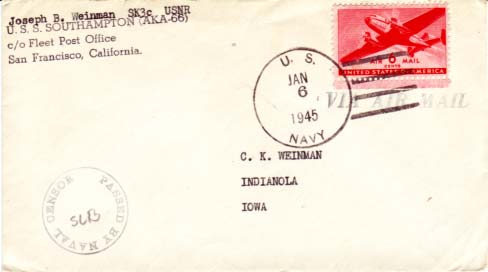 Joseph B. Weinman SK3c USNR
U. S. S. SOUTHAMPTON (AKA-66)
c/o Fleet Post Office
San Francisco, California.
U. S.
JAN
6
1945
NAVY
AIR 6 MAIL
CENTS
UNITED STATES OF AMERICA
VIA AIR MAIL
C. K. WEINMAN
INDIANOLA
IOWA
PASSED BY NAVAL CENSOR